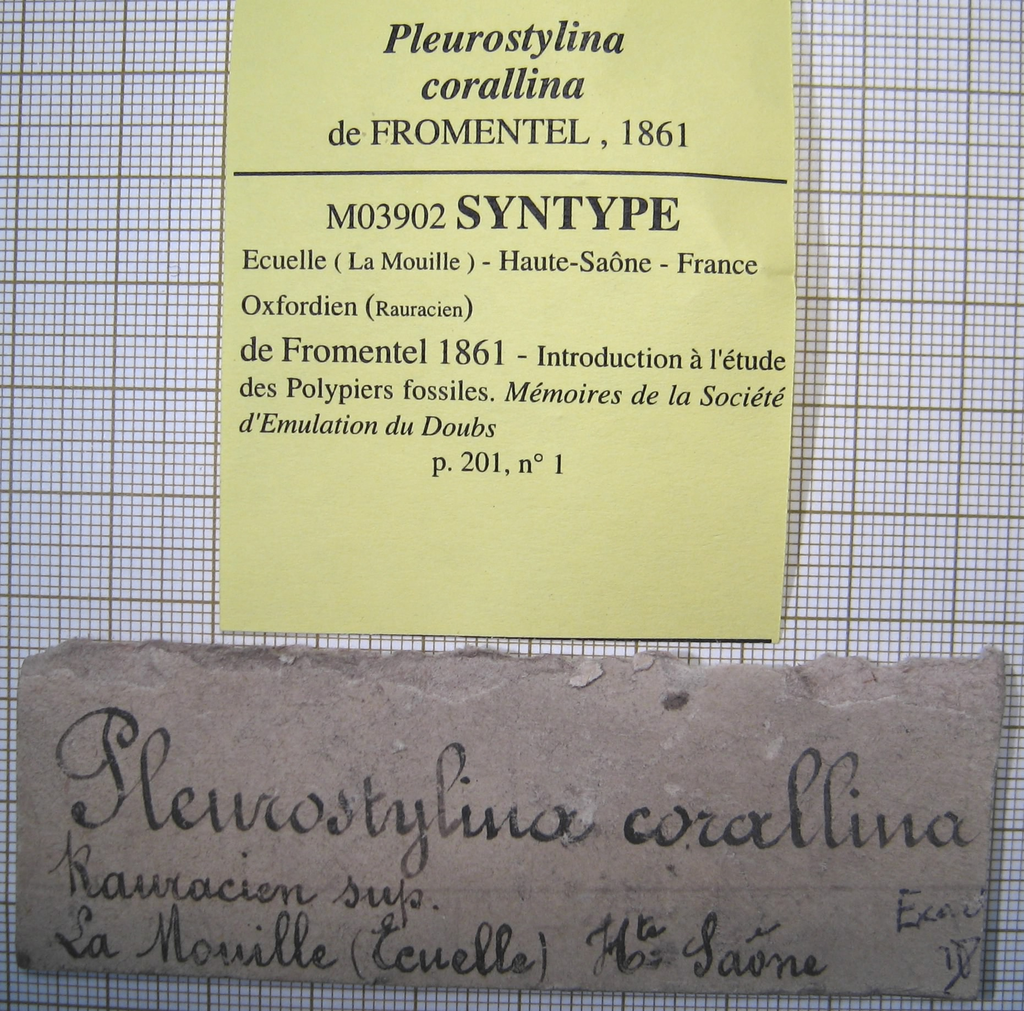 Pleurostylina
corallina
de FROMENTEL , 1861
M03902 SYNTYPE
Ecuelle ( La Mouille ) - Haute-Saône - France
Oxfordien (Rauracien)
de Fromentel 1861 - Introduction à l'étude
des Polypiers fossiles. Mémoires de la Société
d'Emulation du Doubs
p. 201, n° 1
Pleurostylina corallina
Rauracien sup.
La Mouille (Ecuelle) Hte Saône